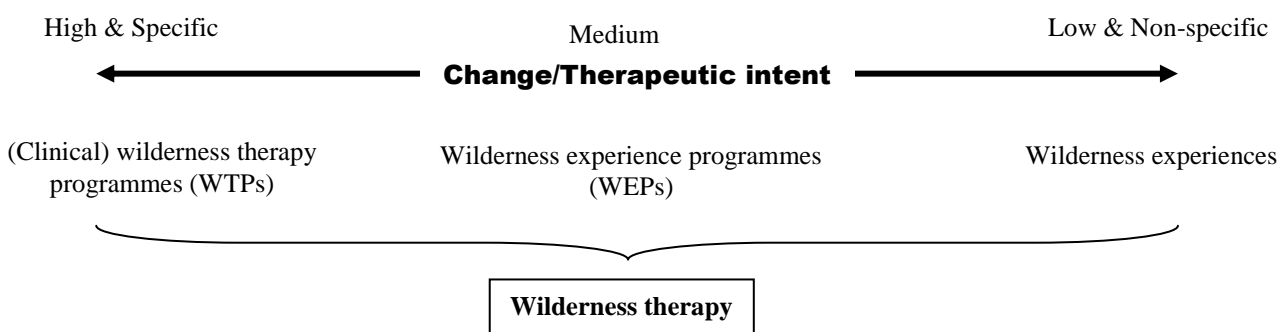 High & Specific
Medium
Low & Non-specific
Change/Therapeutic intent
(Clinical) wilderness therapy
programmes (WTPs)
Wilderness experience programmes
(WEPs)
Wilderness experiences
Wilderness therapy